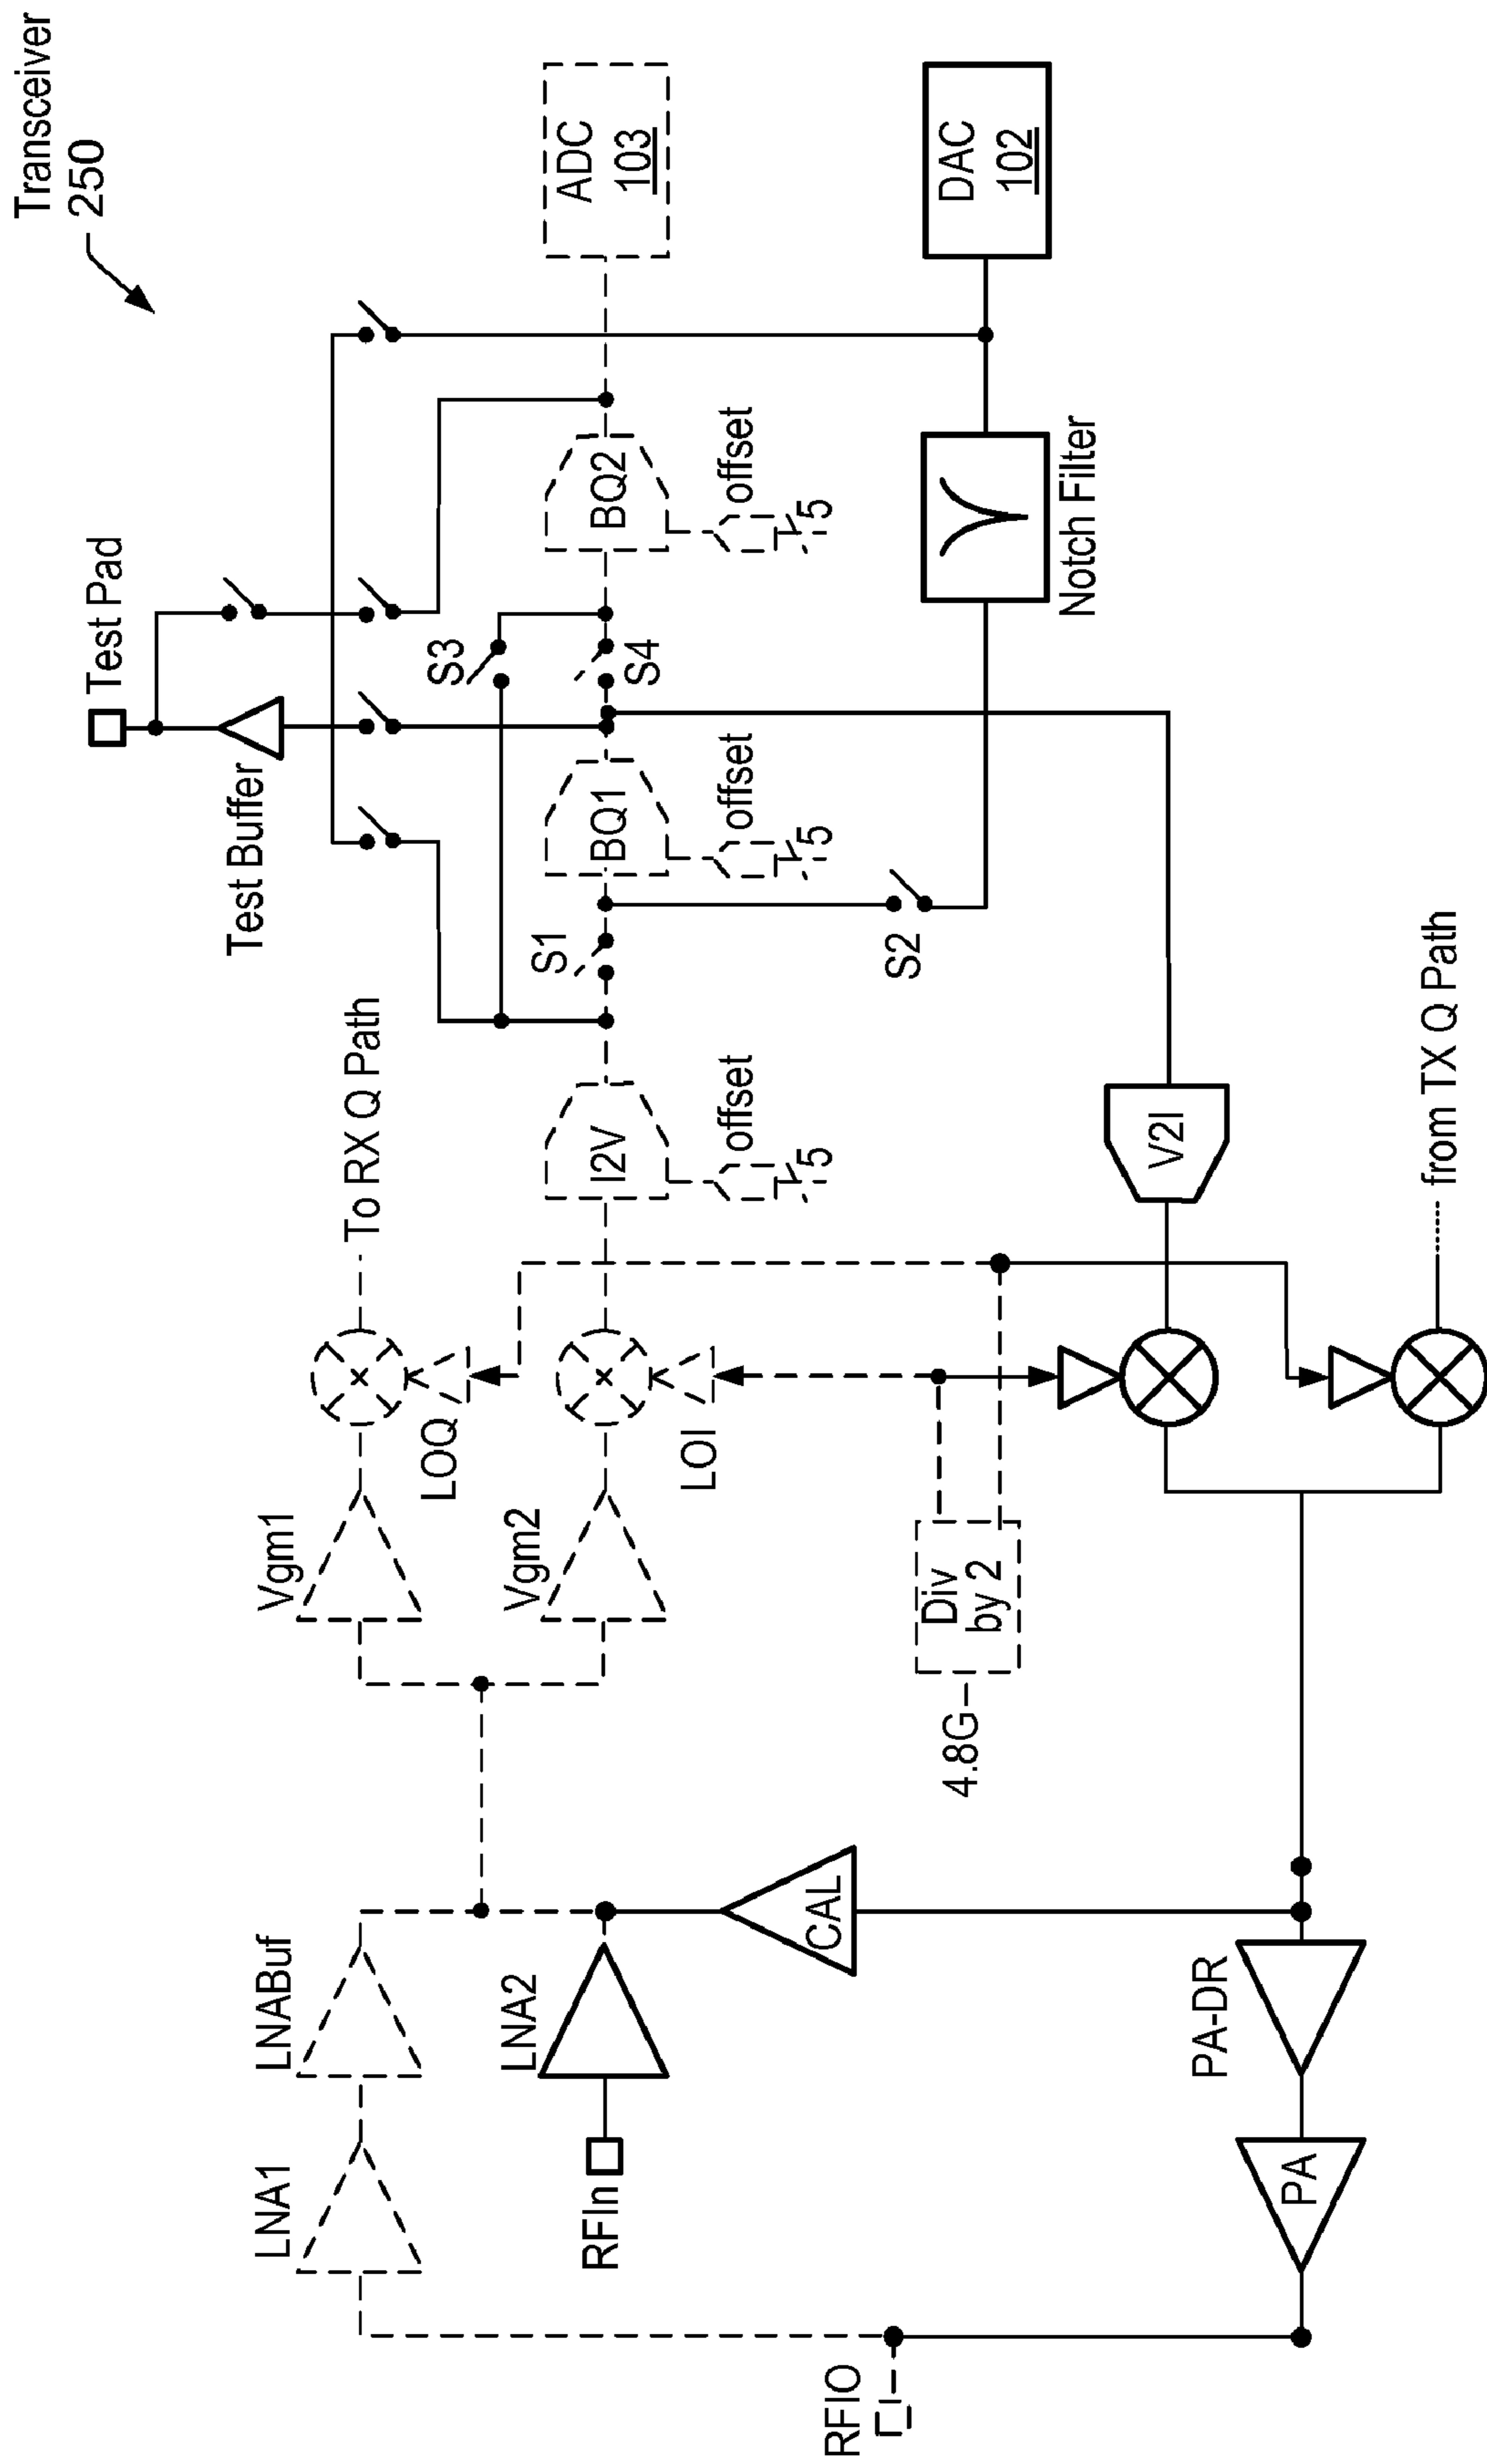 Transceiver
250
Test Pad
Test Buffer
To RX Q Path
Vgm1
LNABuf
LNA1
LOQ
S3
ADC
103
BQ2
S4
BQ1
S1
I2V
Vgm2
LNA2
RFIn
offset
5
offset
5
offset
5
LOI
CAL
RFIO
S2
DAC
102
Notch Filter
Div
by 2
4.8G
V2I
PA-DR
PA
from TX Q Path